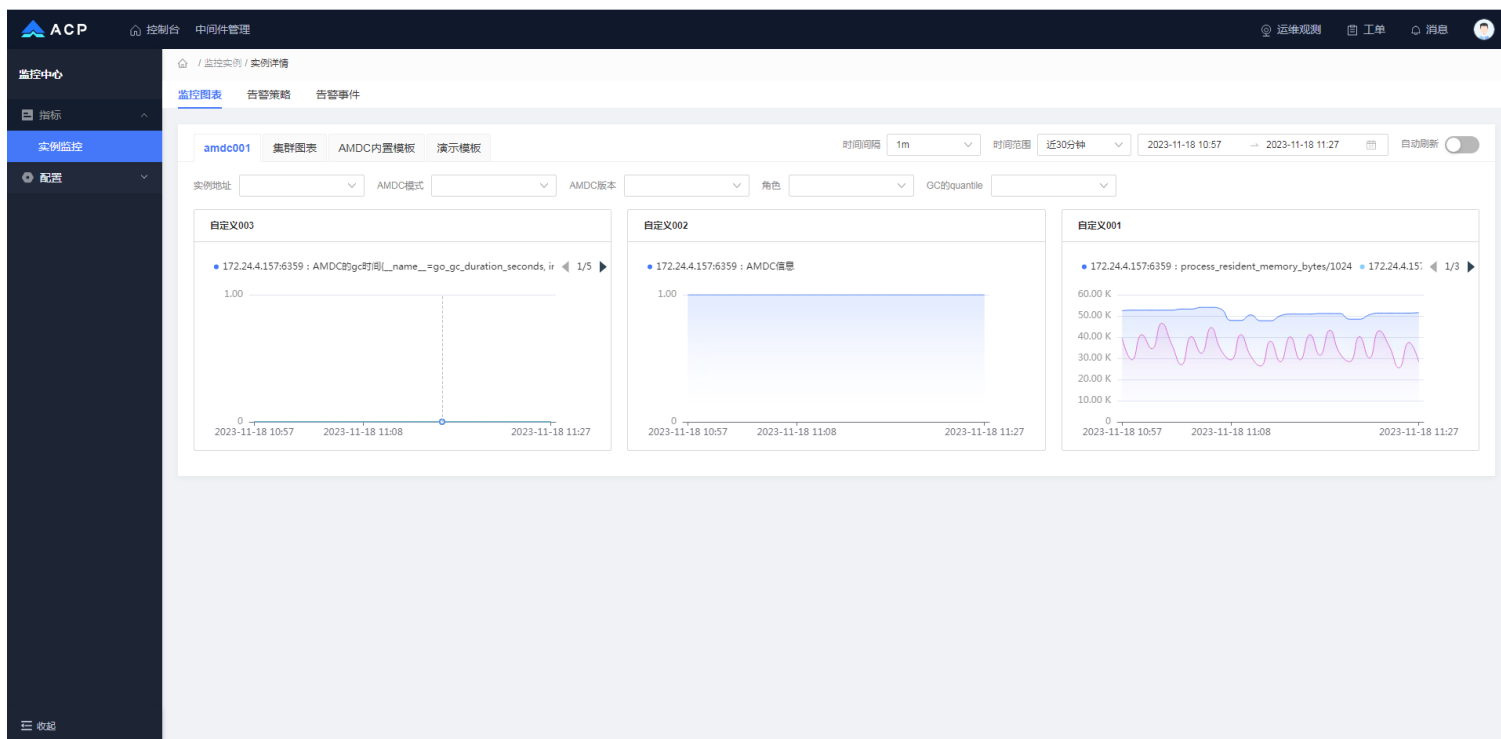 ACP 控制台 中间件管理 运维观测 工单 消息
监控中心
指标
实例监控
配置
收起
/ 监控实例 / 实例详情
监控图表 告警策略 告警事件
amdc001 集群图表 AMDC内置模板 演示模板 时间间隔 1m 时间范围 近30分钟 2023-11-18 10:57 → 2023-11-18 11:27 自动刷新
实例地址 AMDC模式 AMDC版本 角色 GC的quantile
自定义003
172.24.4.157:6359 : AMDC的gc时间{__name__=go_gc_duration_seconds, ir 1/5
1.00
0
2023-11-18 10:57 2023-11-18 11:08 2023-11-18 11:27
自定义002
172.24.4.157:6359 : AMDC信息
1.00
0
2023-11-18 10:57 2023-11-18 11:08 2023-11-18 11:27
自定义001
172.24.4.157:6359 : process_resident_memory_bytes/1024 172.24.4.157 1/3
60.00 K
50.00 K
40.00 K
30.00 K
20.00 K
10.00 K
0
2023-11-18 10:57 2023-11-18 11:08 2023-11-18 11:27